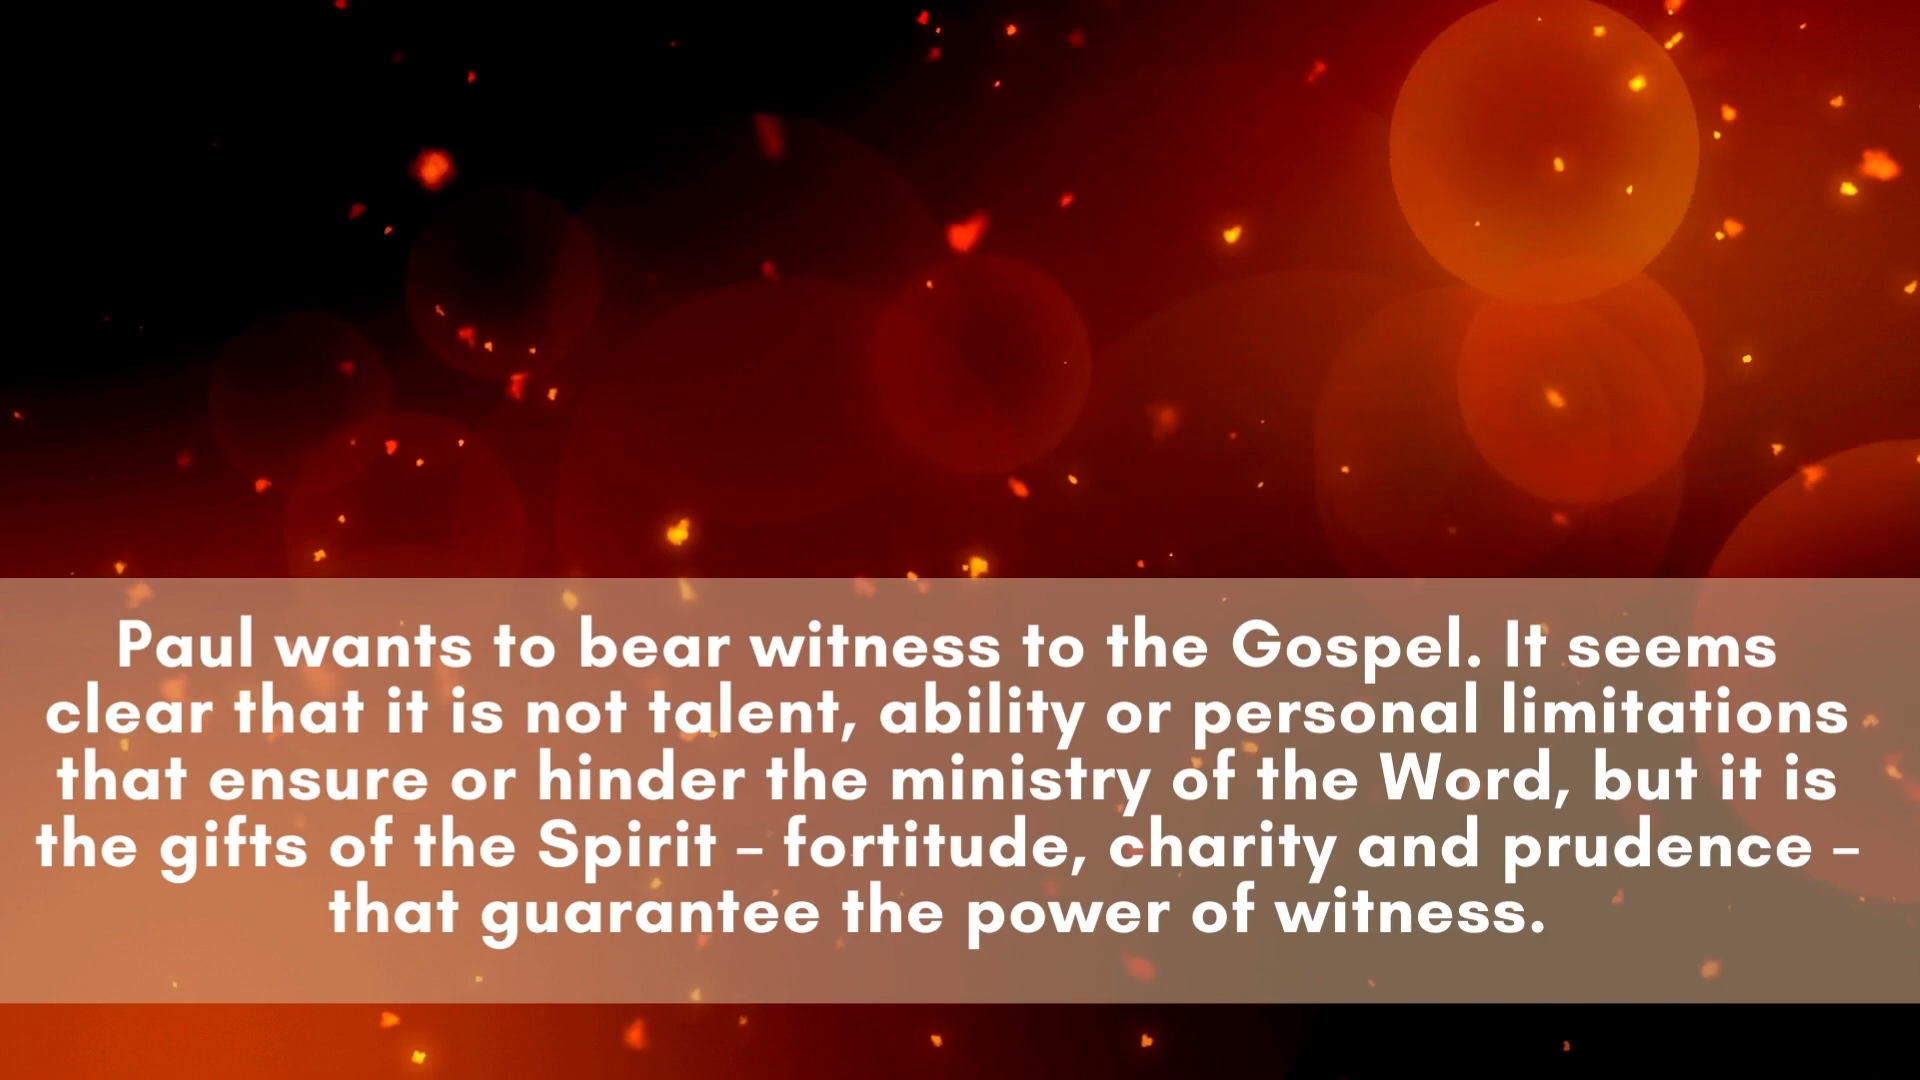 Paul wants to bear witness to the Gospel. It seems
clear that it is not talent, ability or personal limitations
that ensure or hinder the ministry of the Word, but it is
the gifts of the Spirit – fortitude, charity and prudence –
that guarantee the power of witness.